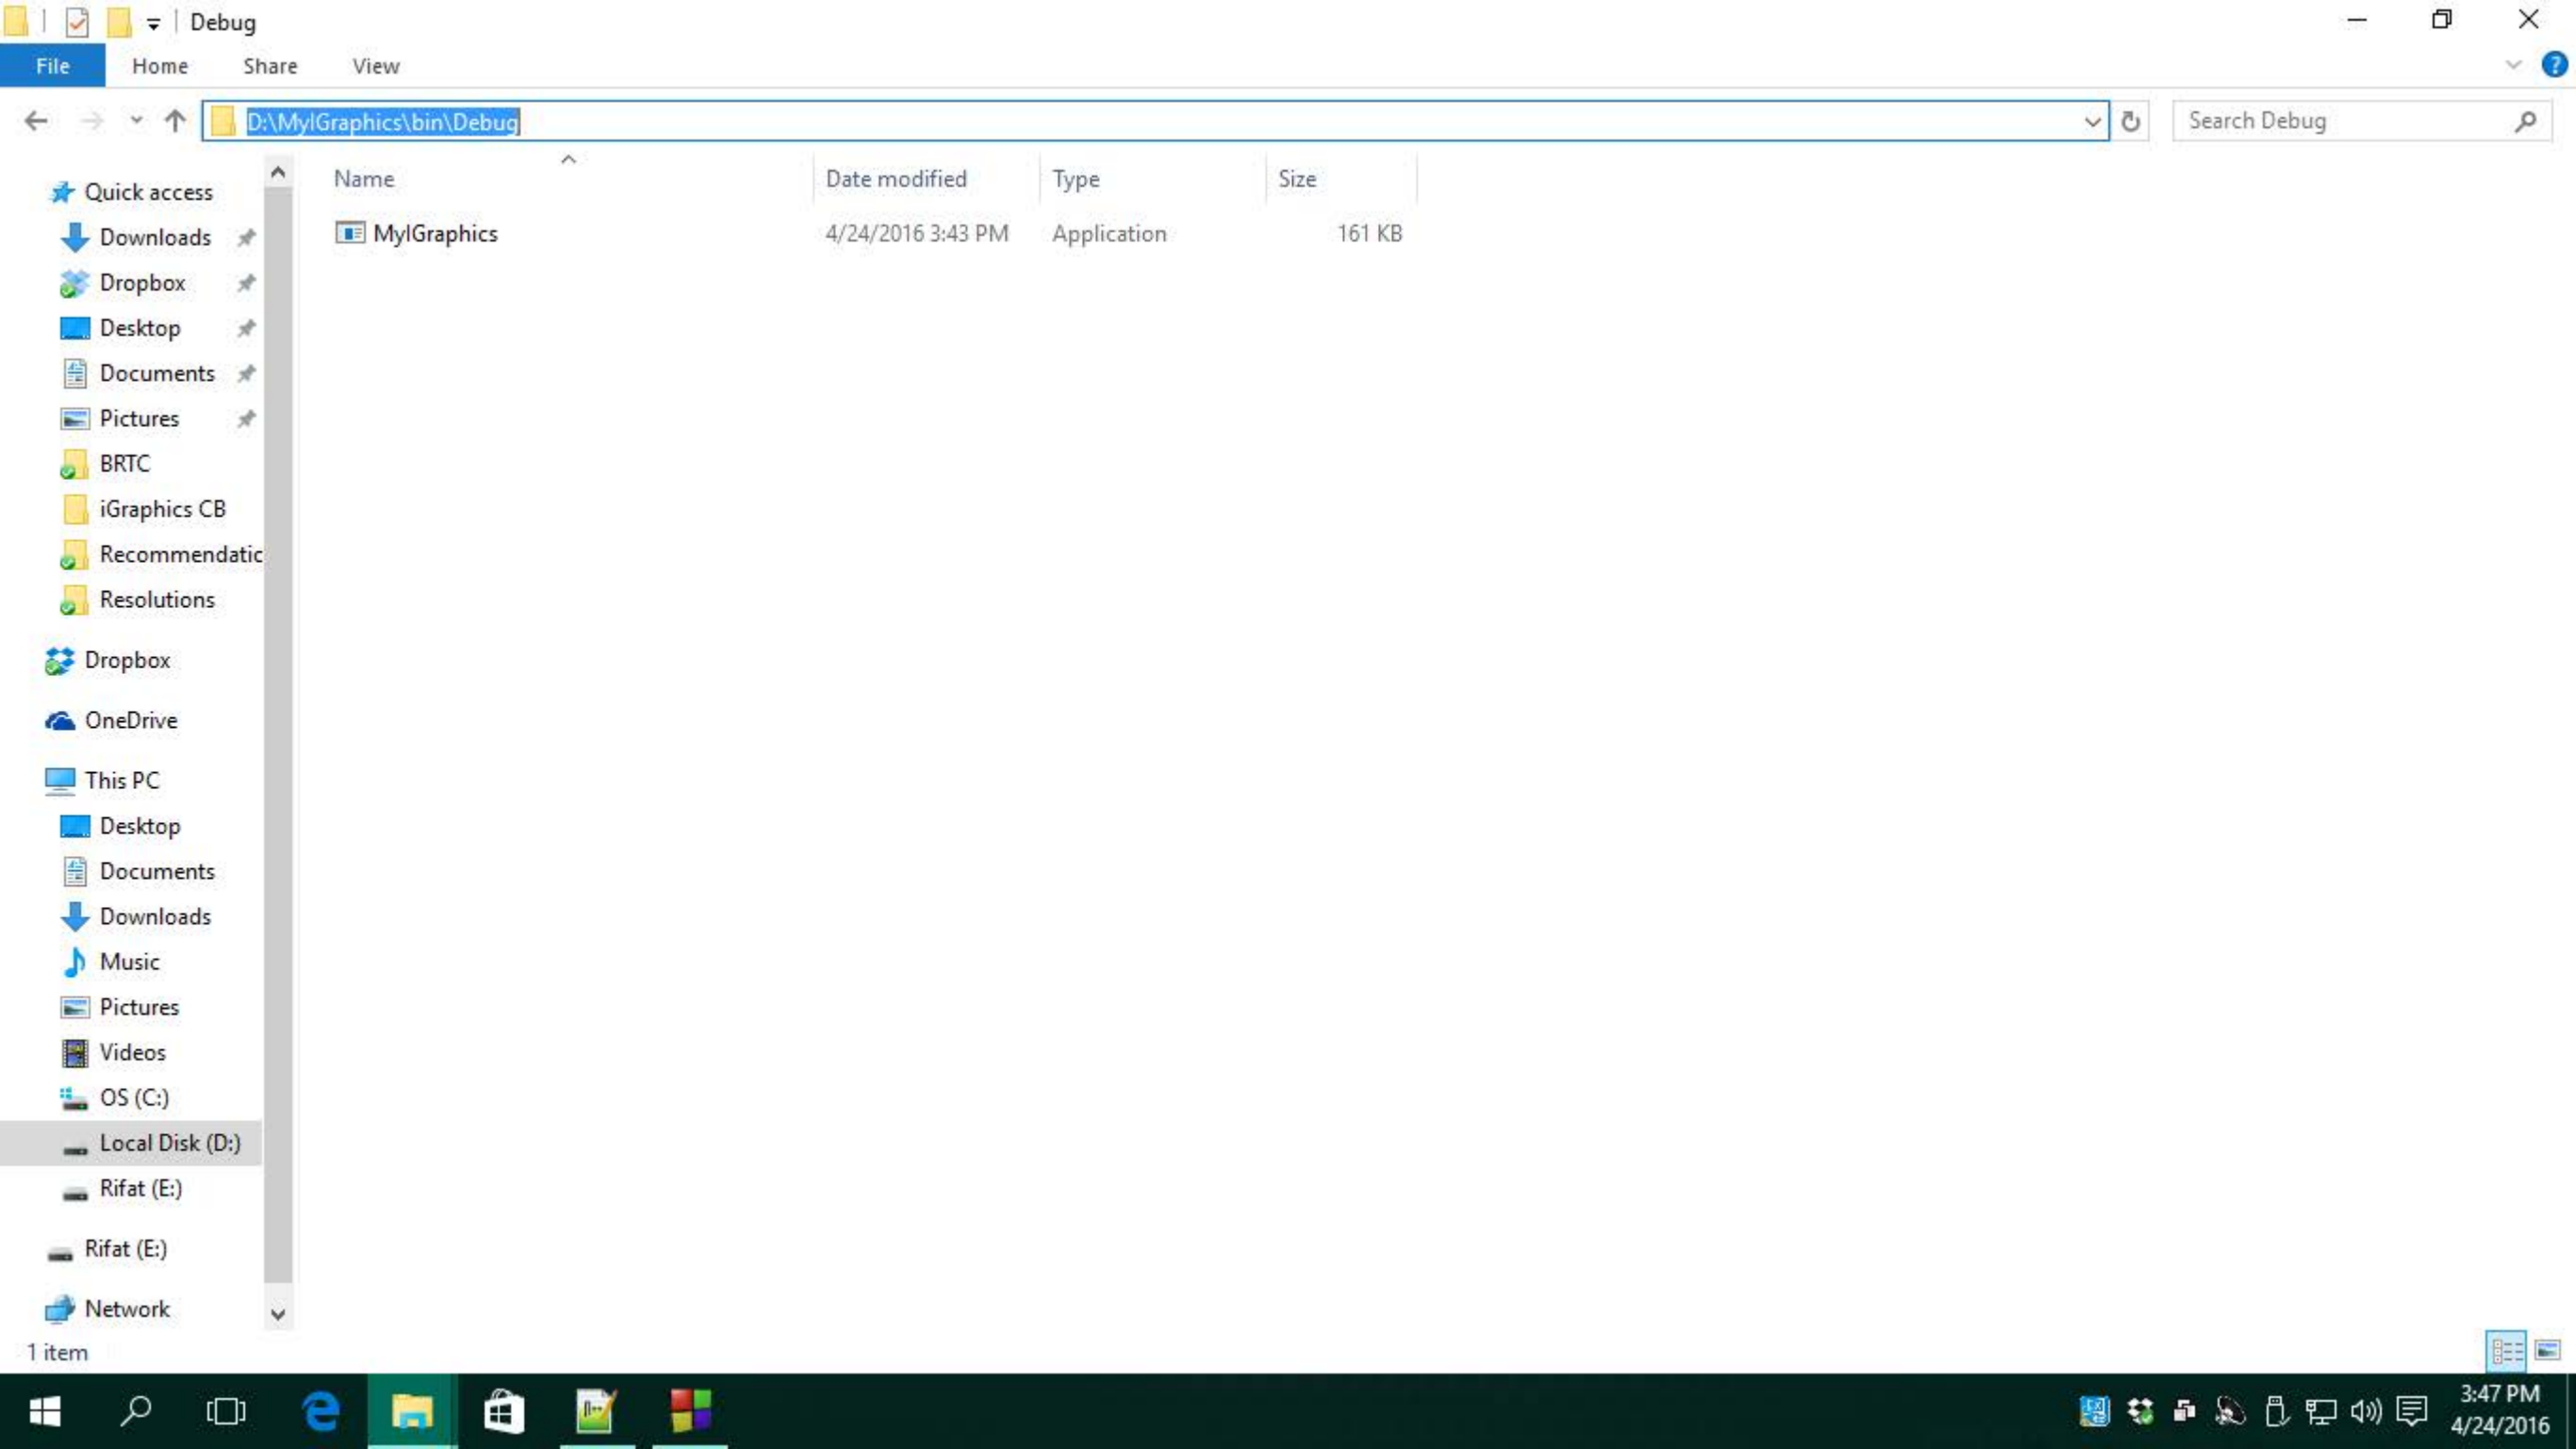 Debug
File Home Share View
D:\MyIGraphics\bin\Debug
Search Debug
Name Date modified Type Size
MyIGraphics 4/24/2016 3:43 PM Application 161 KB
Quick access
Downloads
Dropbox
Desktop
Documents
Pictures
BRTC
iGraphics CB
Recommendatic
Resolutions
Dropbox
OneDrive
This PC
Desktop
Documents
Downloads
Music
Pictures
Videos
OS (C:)
Local Disk (D:)
Rifat (E:)
Rifat (E:)
Network
1 item
3:47 PM
4/24/2016